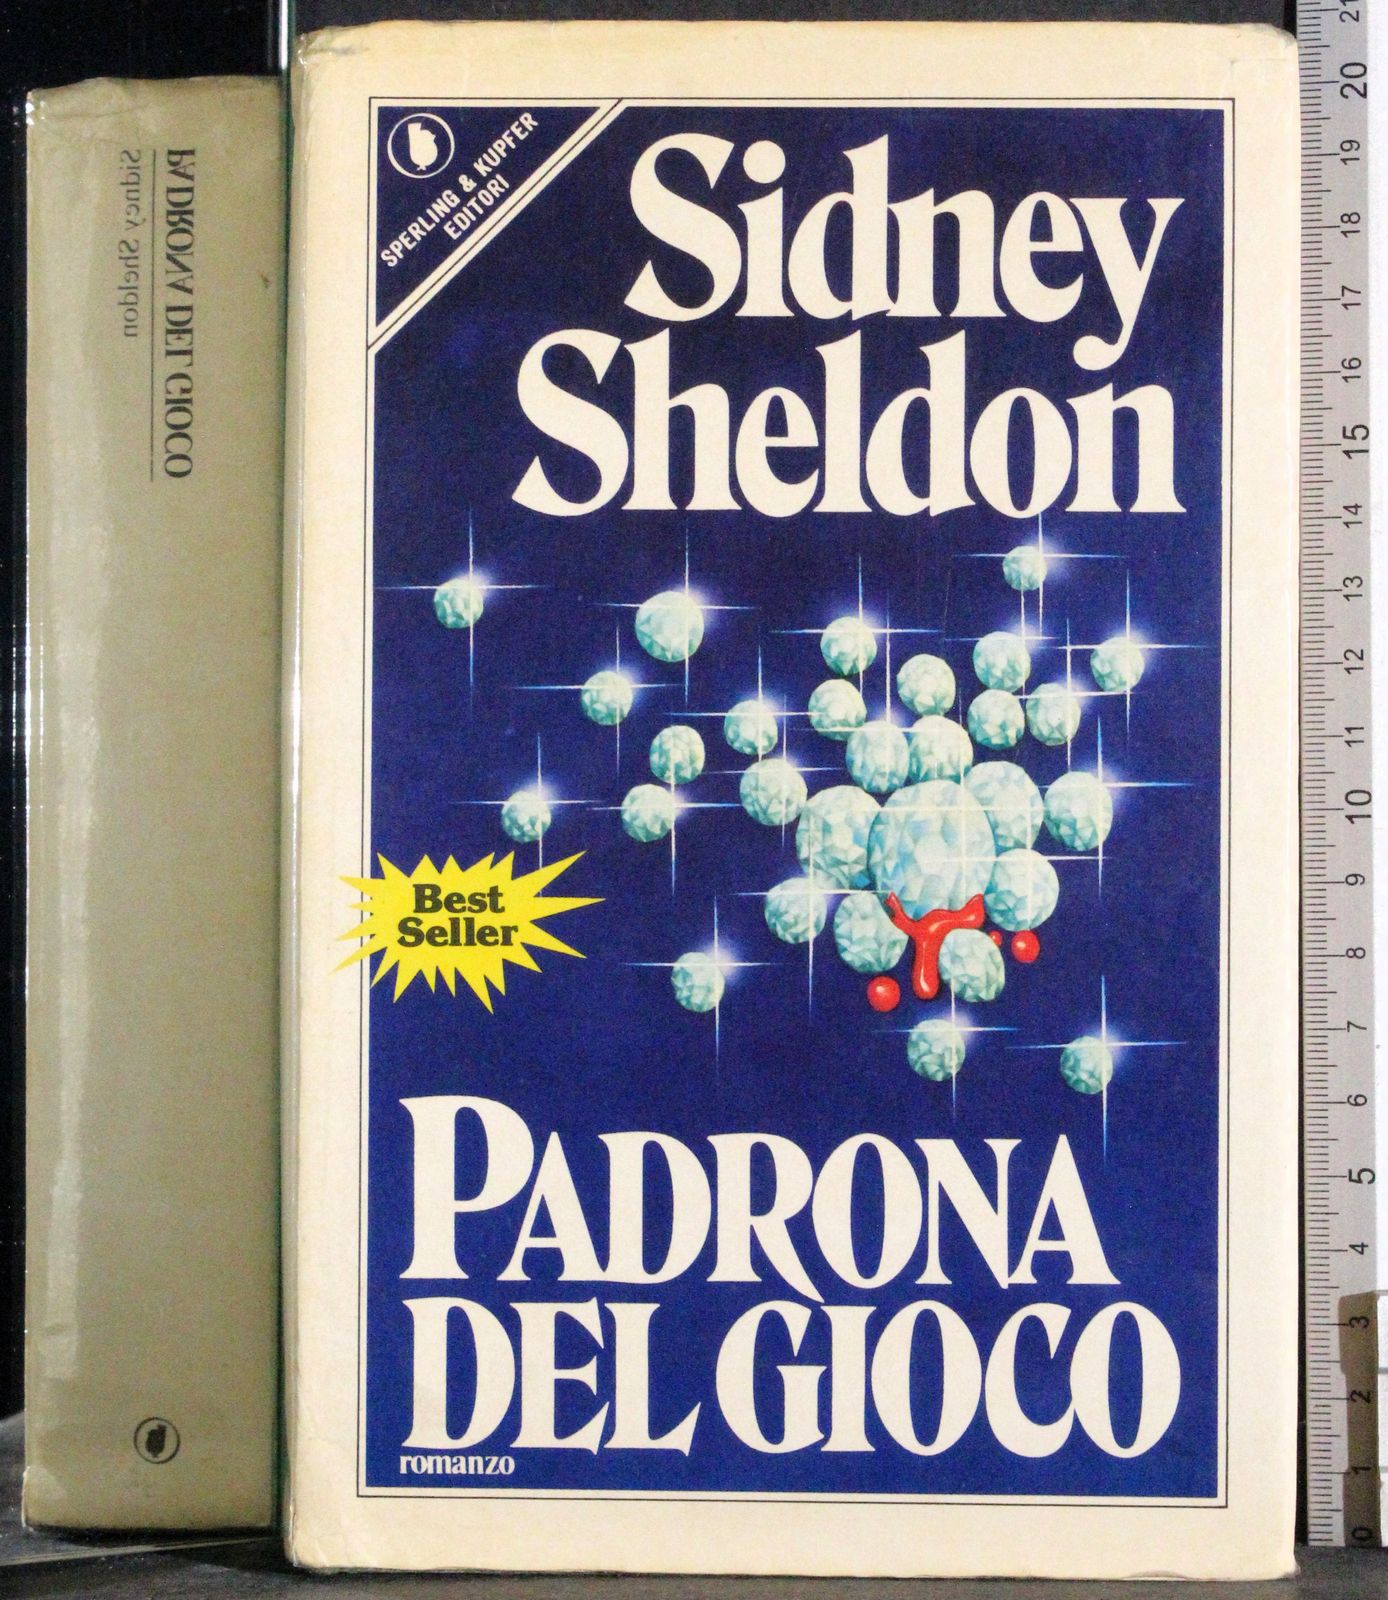 PADRONA DEL GIOCO
Sidney Sheldon
SPERLING & KUPFER
EDITORI
Sidney
Sheldon
Best
Seller
PADRONA
DEL GIOCO
romanzo
21
20
19
18
17
16
15
14
13
12
11
10
9
8
7
6
5
4
3
2
1
0